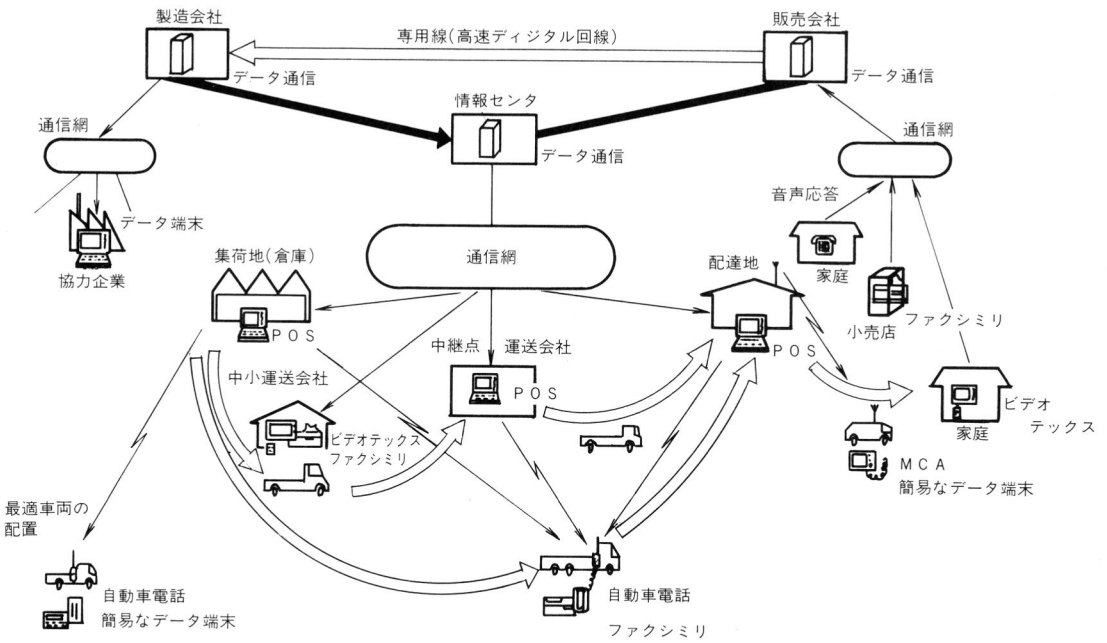 製造会社
専用線(高速ディジタル回線)
販売会社
データ通信
データ通信
情報センタ
データ通信
通信網
通信網
データ端末
協力企業
音声応答
家庭
小売店
ファクシミリ
集荷地(倉庫)
通信網
配達地
POS
POS
中継点 運送会社
POS
中小運送会社
ビデオテックス
ファクシミリ
家庭
ビデオ
テックス
MCA
簡易なデータ端末
最適車両の
配置
自動車電話
簡易なデータ端末
自動車電話
ファクシミリ